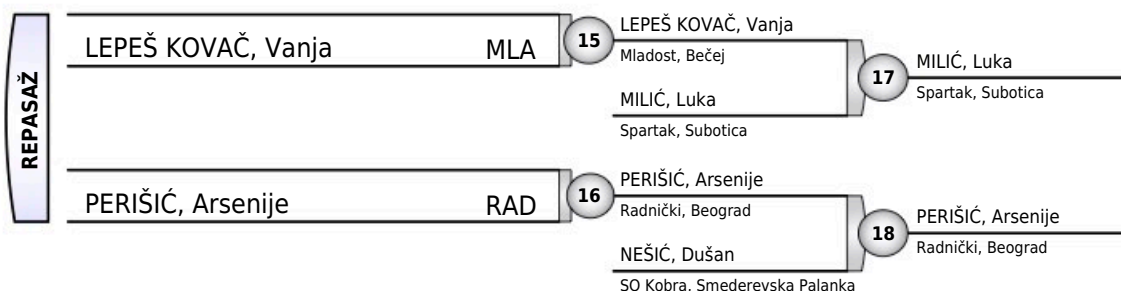 REPASAŽ
LEPEŠ KOVAČ, Vanja MLA
15
LEPEŠ KOVAČ, Vanja
Mladost, Bečej
MILIĆ, Luka
Spartak, Subotica
17
MILIĆ, Luka
Spartak, Subotica
PERIŠIĆ, Arsenije RAD
16
PERIŠIĆ, Arsenije
Radnički, Beograd
NEŠIĆ, Dušan
SO Kobra, Smederevska Palanka
18
PERIŠIĆ, Arsenije
Radnički, Beograd